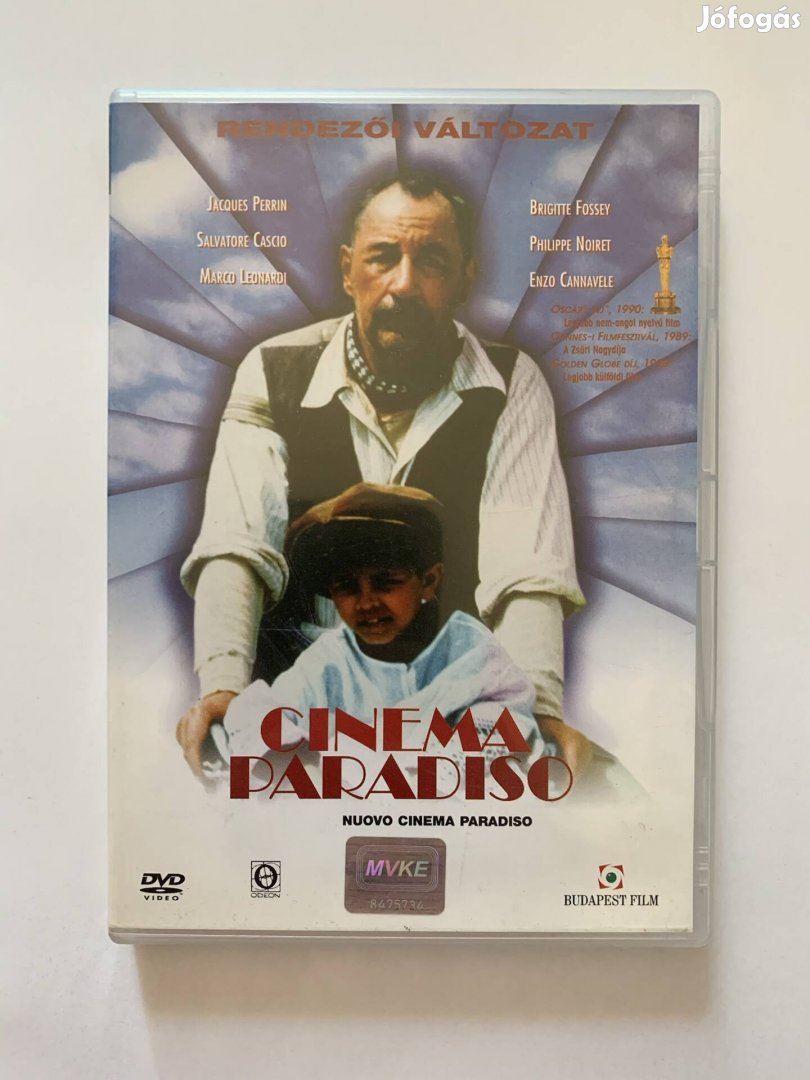 Jófogás
RENDEZŐI VÁLTOZAT
JACQUES PERRIN
SALVATORE CASCIO
MARCO LEONARDI
BRIGITTE FOSSEY
PHILIPPE NOIRET
ENZO CANNAVELE
1990:
Legjobb nem-angol nyelvű film
CANNES-I FILMFESZTIVÁL, 1989:
A Zsűri Nagydíja
GOLDEN GLOBE DÍJ,
Legjobb külföldi film
CINEMA
PARADISO
NUOVO CINEMA PARADISO
DVD
VIDEO
ODEON
MVKE
8475734
BUDAPEST FILM